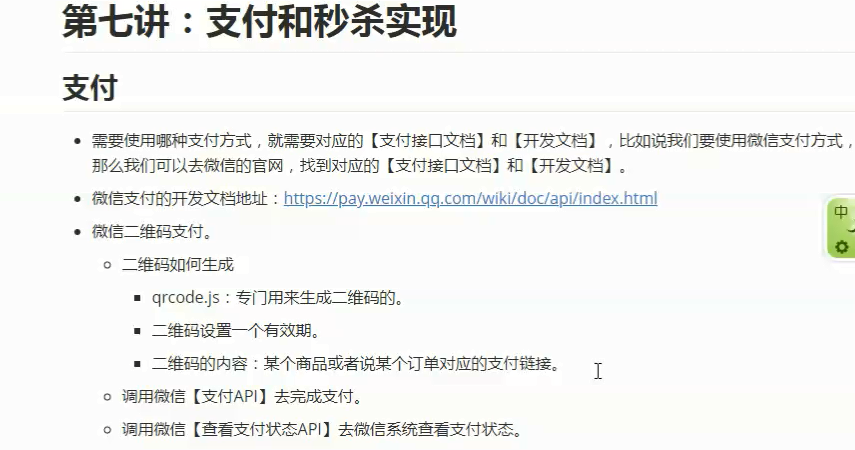 第七讲：支付和秒杀实现
支付
需要使用哪种支付方式，就需要对应的【支付接口文档】和【开发文档】，比如说我们要使用微信支付方式，
那么我们可以去微信的官网，找到对应的【支付接口文档】和【开发文档】。
微信支付的开发文档地址：https://pay.weixin.qq.com/wiki/doc/api/index.html
微信二维码支付。
二维码如何生成
qrcode.js：专门用来生成二维码的。
二维码设置一个有效期。
二维码的内容：某个商品或者说某个订单对应的支付链接。
调用微信【支付API】去完成支付。
调用微信【查看支付状态API】去微信系统查看支付状态。
中